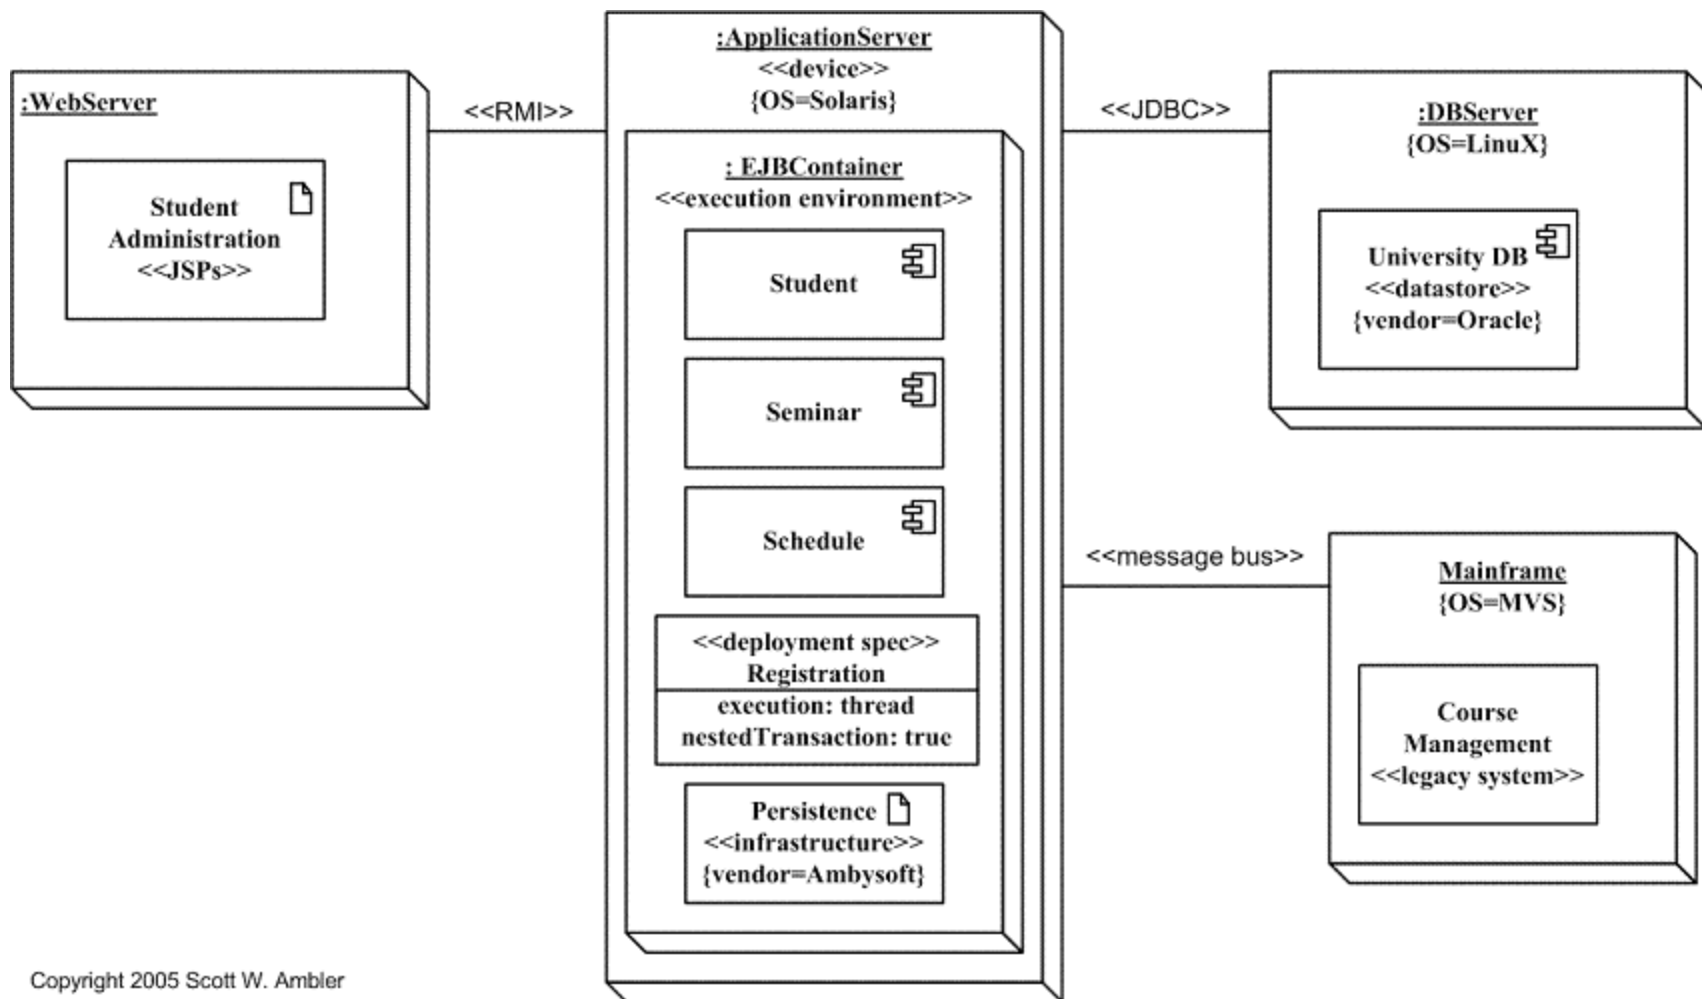 :WebServer
Student
Administration
<<JSPs>>
<<RMI>>
:ApplicationServer
<<device>>
{OS=Solaris}
: EJBContainer
<<execution environment>>
Student
Seminar
Schedule
<<deployment spec>>
Registration
execution: thread
nestedTransaction: true
Persistence
<<infrastructure>>
{vendor=Ambysoft}
<<JDBC>>
:DBServer
{OS=LinuX}
University DB
<<datastore>>
{vendor=Oracle}
<<message bus>>
Mainframe
{OS=MVS}
Course
Management
<<legacy system>>
Copyright 2005 Scott W. Ambler